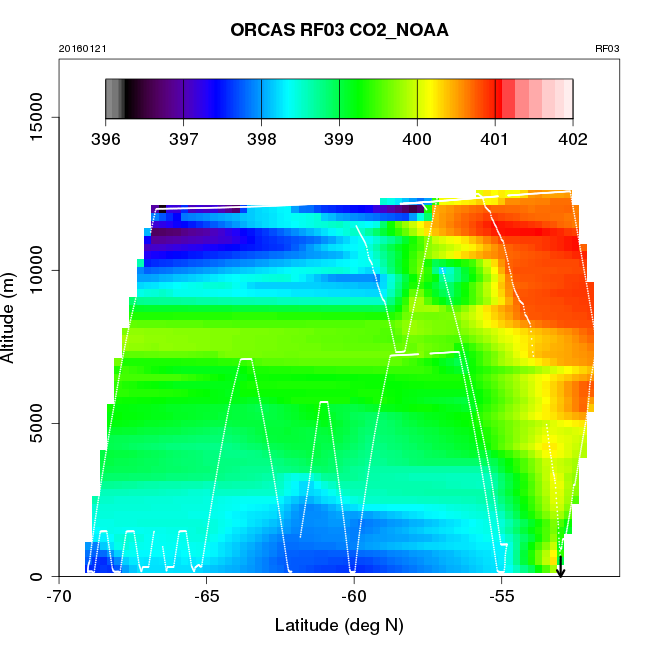 ORCAS RF03 CO2_NOAA
20160121 RF03
396 397 398 399 400 401 402
15000
10000
5000
0
Altitude (m)
-70 -65 -60 -55
Latitude (deg N)